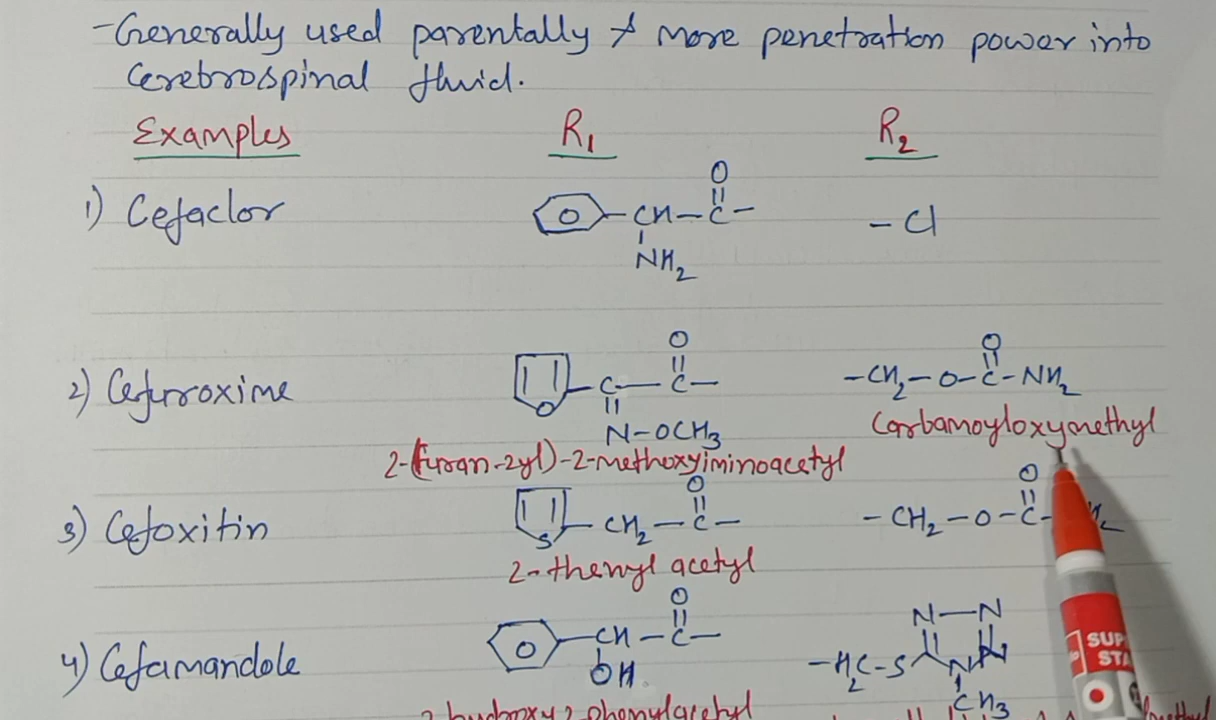 -Generally used parentally & more penetration power into
Cerebrospinal fluid.
Examples R1 R2
1) Cefaclor
O
CH-C- -Cl
NH2
2) Cefuroxime
O O
C-C- -CH2-O-C-NH2
O
N-OCH3 Carbamoyloxymethyl
2-(furan-2yl)-2-methoxyiminoacetyl
3) Cefoxitin
O O
CH2-C- -CH2-O-C-
S
2-thenyl acetyl
4) Cefamandole
O N-N
CH-C- -H2C-S N
OH CH3
phenylacetyl
SUP
STA